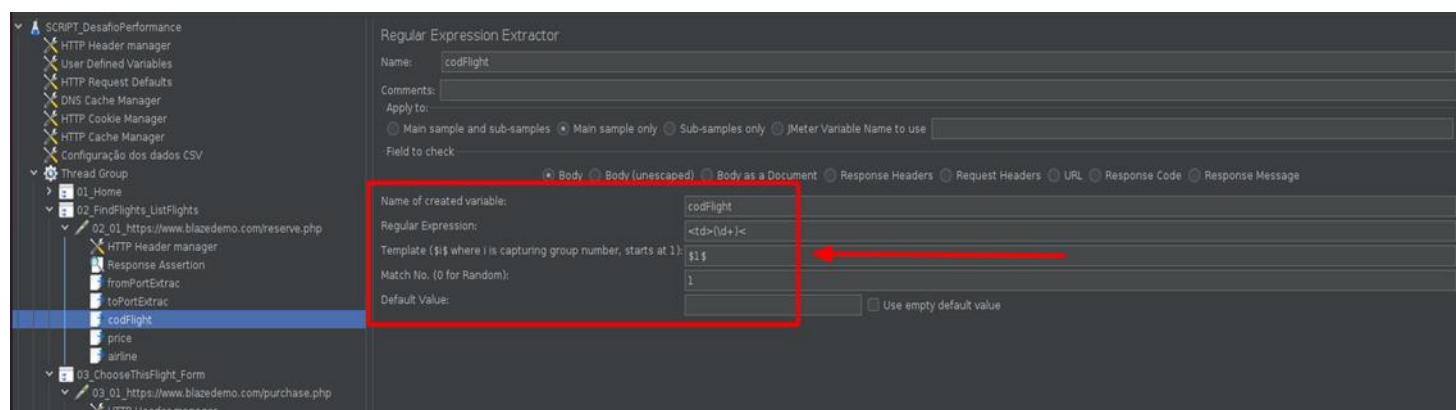 SCRIPT_DesafioPerformance
HTTP Header manager
User Defined Variables
HTTP Request Defaults
DNS Cache Manager
HTTP Cookie Manager
HTTP Cache Manager
Configuração dos dados CSV
Thread Group
01_Home
02_FindFlights_ListFlights
02_01_https://www.blazedemo.com/reserve.php
HTTP Header manager
Response Assertion
fromPortExtrac
toPortExtrac
codFlight
price
airline
03_ChooseThisFlight_Form
03_01_https://www.blazedemo.com/purchase.php
HTTP Header manager
Regular Expression Extractor
Name: codFlight
Comments:
Apply to:
Main sample and sub-samples Main sample only Sub-samples only JMeter Variable Name to use
Field to check
Body Body (unescaped) Body as a Document Response Headers Request Headers URL Response Code Response Message
Name of created variable: codFlight
Regular Expression: <td>(\d+)<
Template ($i$ where i is capturing group number, starts at 1): $1$
Match No. (0 for Random): 1
Default Value: Use empty default value